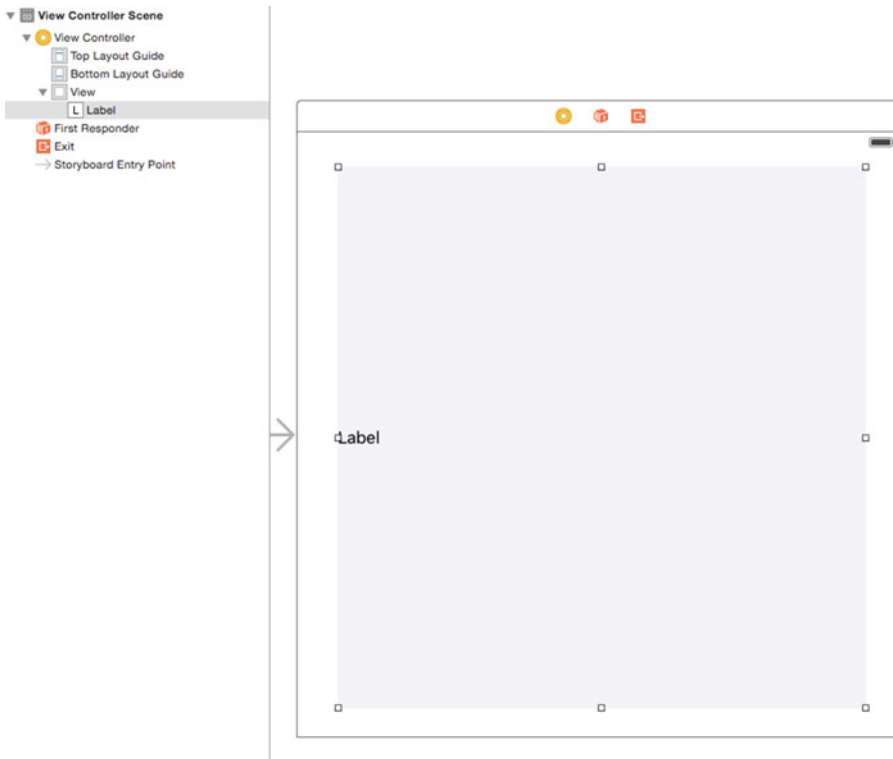 View Controller Scene
View Controller
Top Layout Guide
Bottom Layout Guide
View
L Label
First Responder
Exit
Storyboard Entry Point
Label